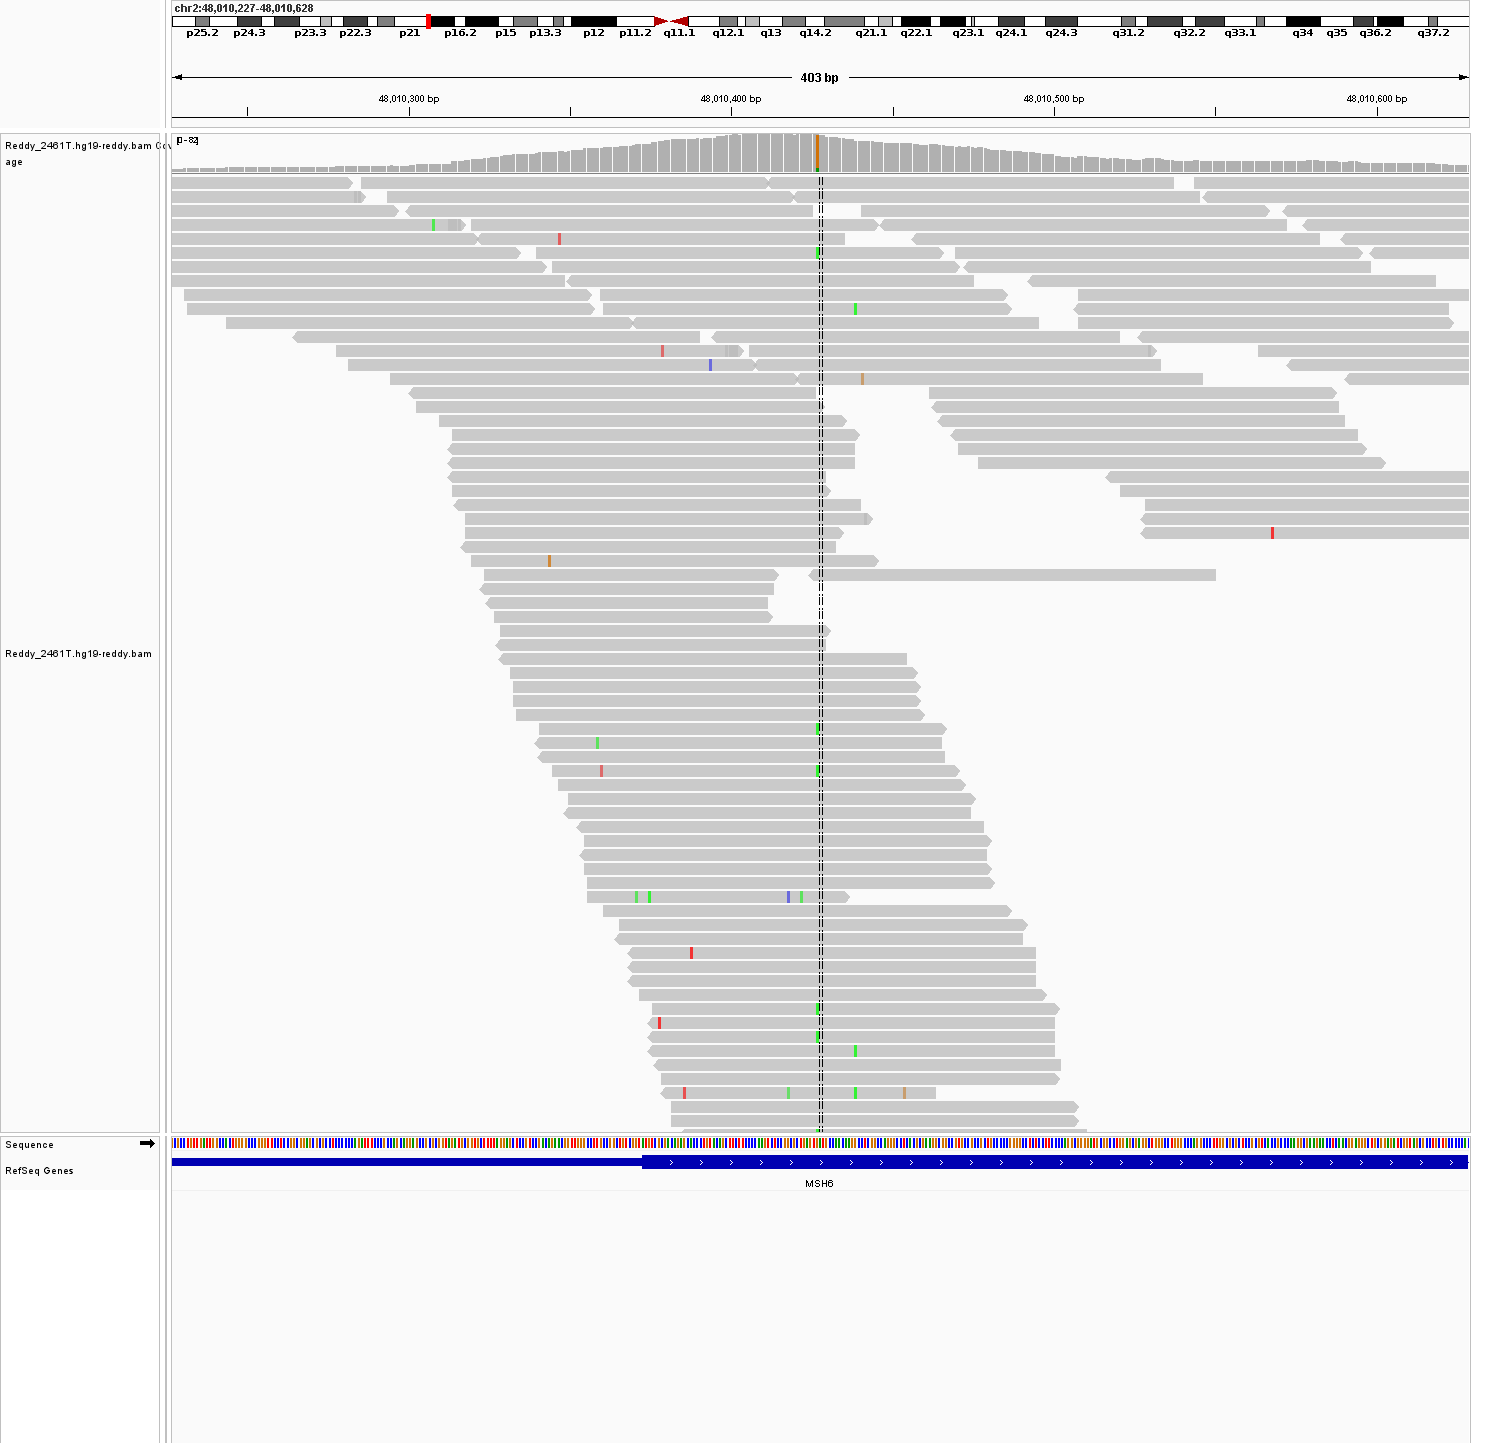 chr2:48,010,227-48,010,628
p25.2 p24.3 p23.3 p22.3 p21 p16.2 p15 p13.3 p12 p11.2 q11.1 q12.1 q13 q14.2 q21.1 q22.1 q23.1 q24.1 q24.3 q31.2 q32.2 q33.1 q34 q35 q36.2 q37.2
403 bp
48,010,300 bp 48,010,400 bp 48,010,500 bp 48,010,600 bp
Reddy_2461T.hg19-reddy.bam Cov
age
[0 - 82]
Reddy_2461T.hg19-reddy.bam
Sequence
RefSeq Genes
MSH6